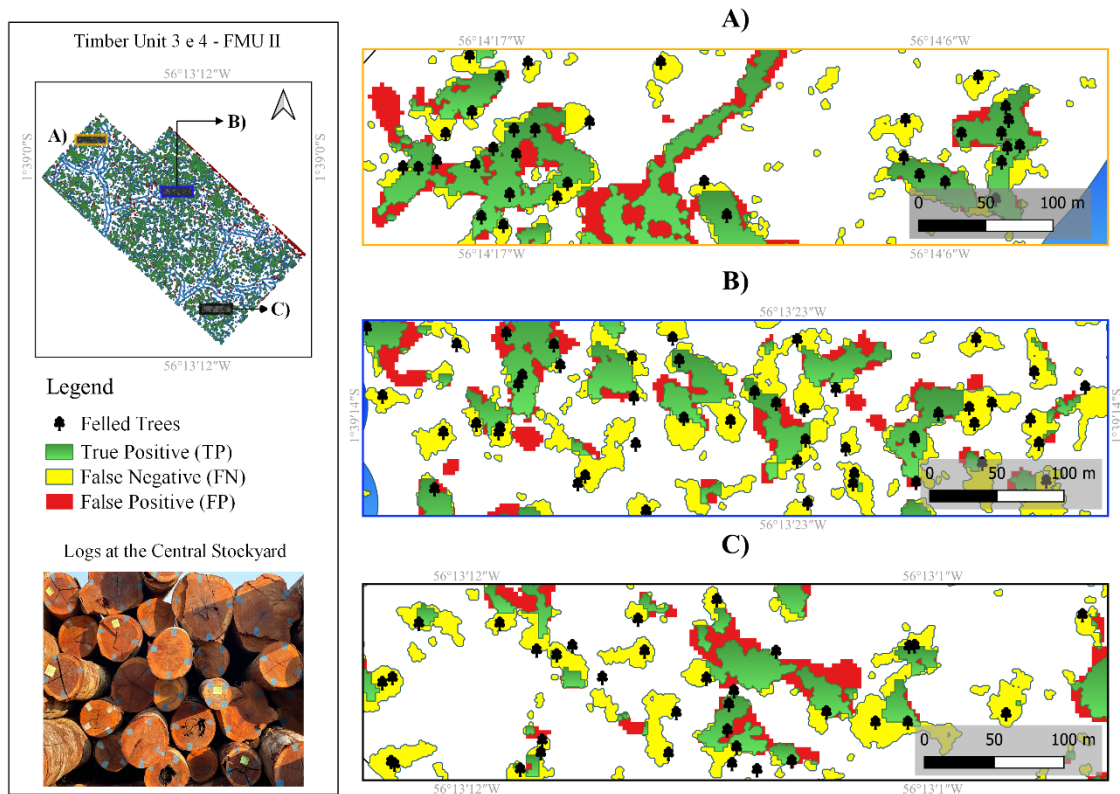 Timber Unit 3 e 4 - FMU II
56°13'12"W
1°39'0"S
1°39'0"S
A)
B)
C)
56°13'12"W
Legend
Felled Trees
True Positive (TP)
False Negative (FN)
False Positive (FP)
Logs at the Central Stockyard
A)
56°14'17"W
56°14'6"W
0
50
100 m
56°14'17"W
56°14'6"W
B)
56°13'23"W
1°39'14"S
1°39'14"S
0
50
100 m
56°13'23"W
C)
56°13'12"W
56°13'1"W
0
50
100 m
56°13'12"W
56°13'1"W